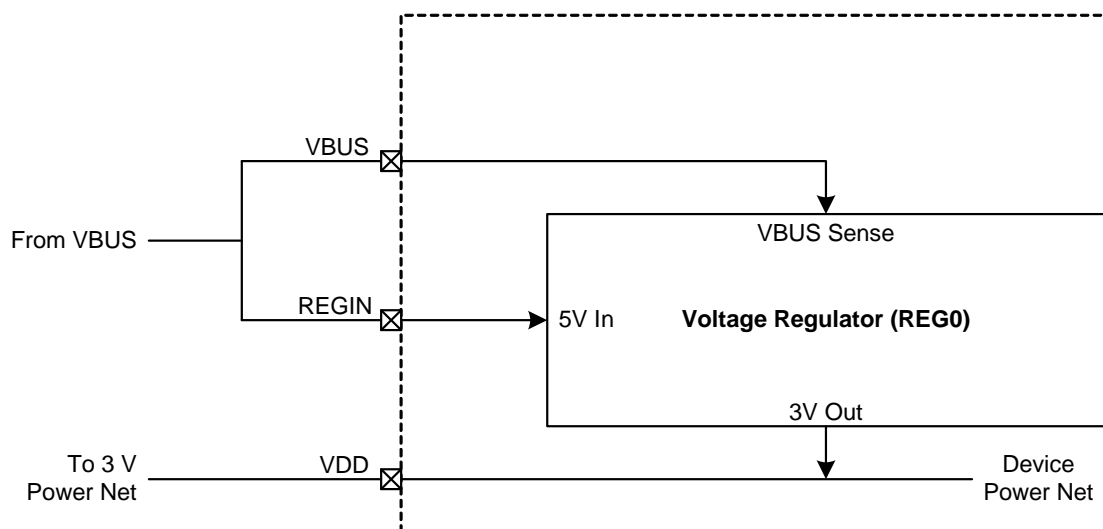 VBUS
From VBUS
VBUS Sense
REGIN
5V In
Voltage Regulator (REG0)
3V Out
To 3 V
Power Net
VDD
Device
Power Net